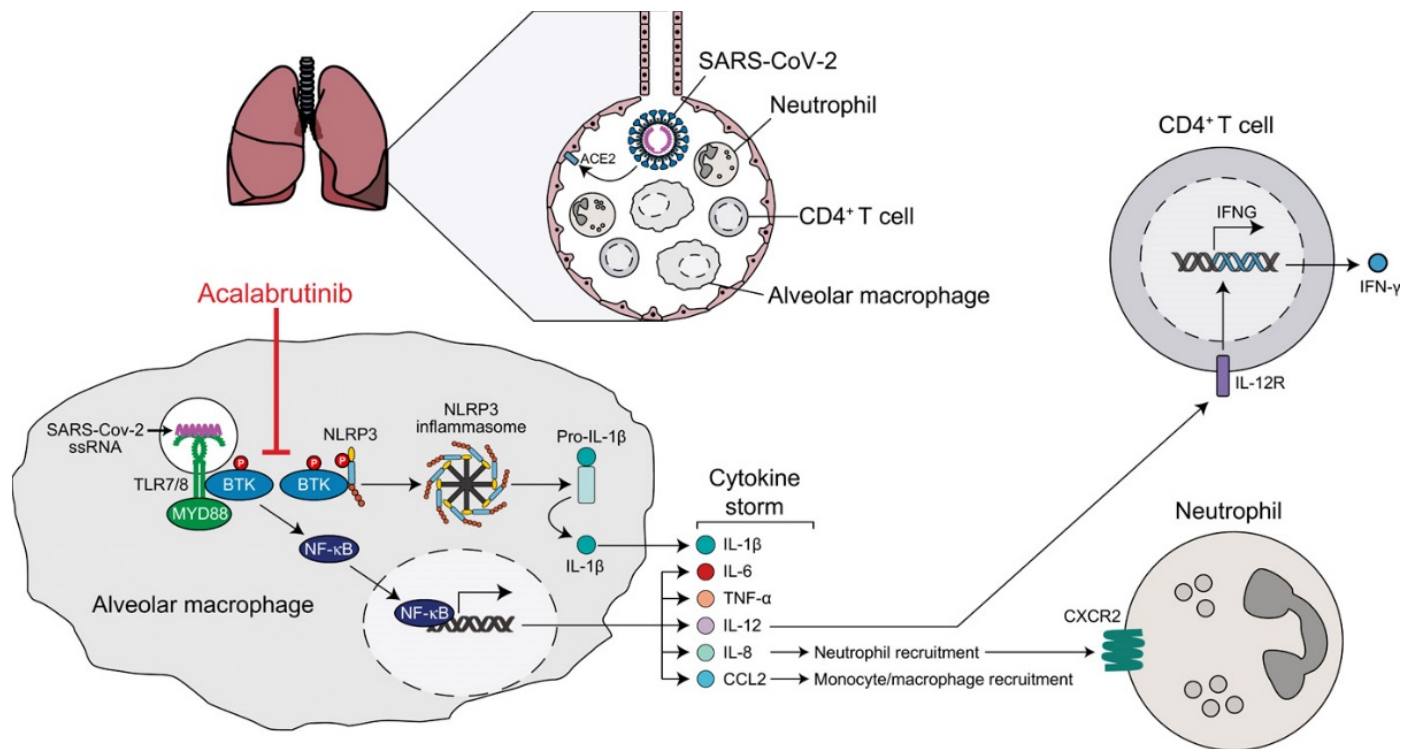 SARS-CoV-2
Neutrophil
ACE2
CD4⁺ T cell
Alveolar macrophage
CD4⁺ T cell
IFNG
IFN-γ
IL-12R
Acalabrutinib
SARS-Cov-2
ssRNA
TLR7/8
MYD88
P
BTK
P
BTK
P
NLRP3
NLRP3
inflammasome
Pro-IL-1β
IL-1β
NF-κB
NF-κB
Alveolar macrophage
Cytokine
storm
IL-1β
IL-6
TNF-α
IL-12
IL-8
Neutrophil recruitment
CCL2
Monocyte/macrophage recruitment
Neutrophil
CXCR2